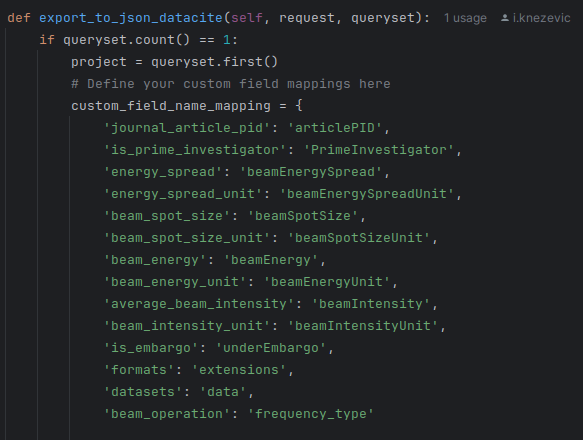 def export_to_json_datacite(self, request, queryset): 1 usage i.knezevic
if queryset.count() == 1:
project = queryset.first()
# Define your custom field mappings here
custom_field_name_mapping = {
'journal_article_pid': 'articlePID',
'is_prime_investigator': 'PrimeInvestigator',
'energy_spread': 'beamEnergySpread',
'energy_spread_unit': 'beamEnergySpreadUnit',
'beam_spot_size': 'beamSpotSize',
'beam_spot_size_unit': 'beamSpotSizeUnit',
'beam_energy': 'beamEnergy',
'beam_energy_unit': 'beamEnergyUnit',
'average_beam_intensity': 'beamIntensity',
'beam_intensity_unit': 'beamIntensityUnit',
'is_embargo': 'underEmbargo',
'formats': 'extensions',
'datasets': 'data',
'beam_operation': 'frequency_type'